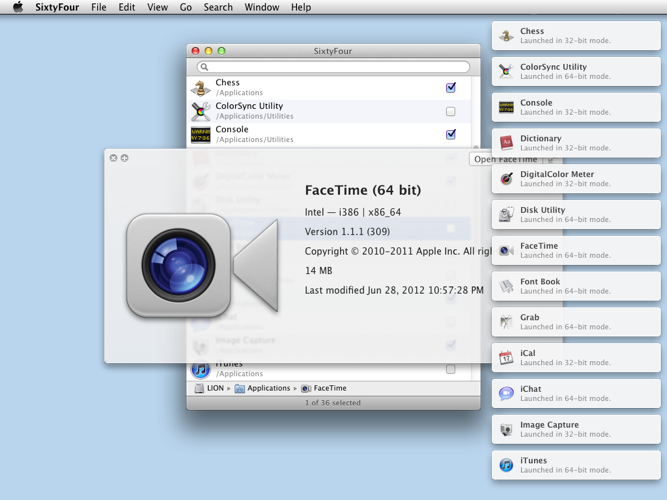 SixtyFour File Edit View Go Search Window Help
SixtyFour
Chess
/Applications
ColorSync Utility
/Applications/Utilities
Console
/Applications/Utilities
Open FaceTime
FaceTime (64 bit)
Intel — i386 | x86_64
Version 1.1.1 (309)
Copyright © 2010-2011 Apple Inc. All
14 MB
Last modified Jun 28, 2012 10:57:28 PM
iChat
/Applications
Image Capture
/Applications
iTunes
/Applications
LION ▸ Applications ▸ FaceTime
1 of 36 selected
Chess
Launched in 32-bit mode.
ColorSync Utility
Launched in 64-bit mode.
Console
Launched in 32-bit mode.
Dictionary
Launched in 64-bit mode.
DigitalColor Meter
Launched in 32-bit mode.
Disk Utility
Launched in 64-bit mode.
FaceTime
Launched in 64-bit mode.
Font Book
Launched in 64-bit mode.
Grab
Launched in 64-bit mode.
iCal
Launched in 32-bit mode.
iChat
Launched in 64-bit mode.
Image Capture
Launched in 32-bit mode.
iTunes
Launched in 64-bit mode.